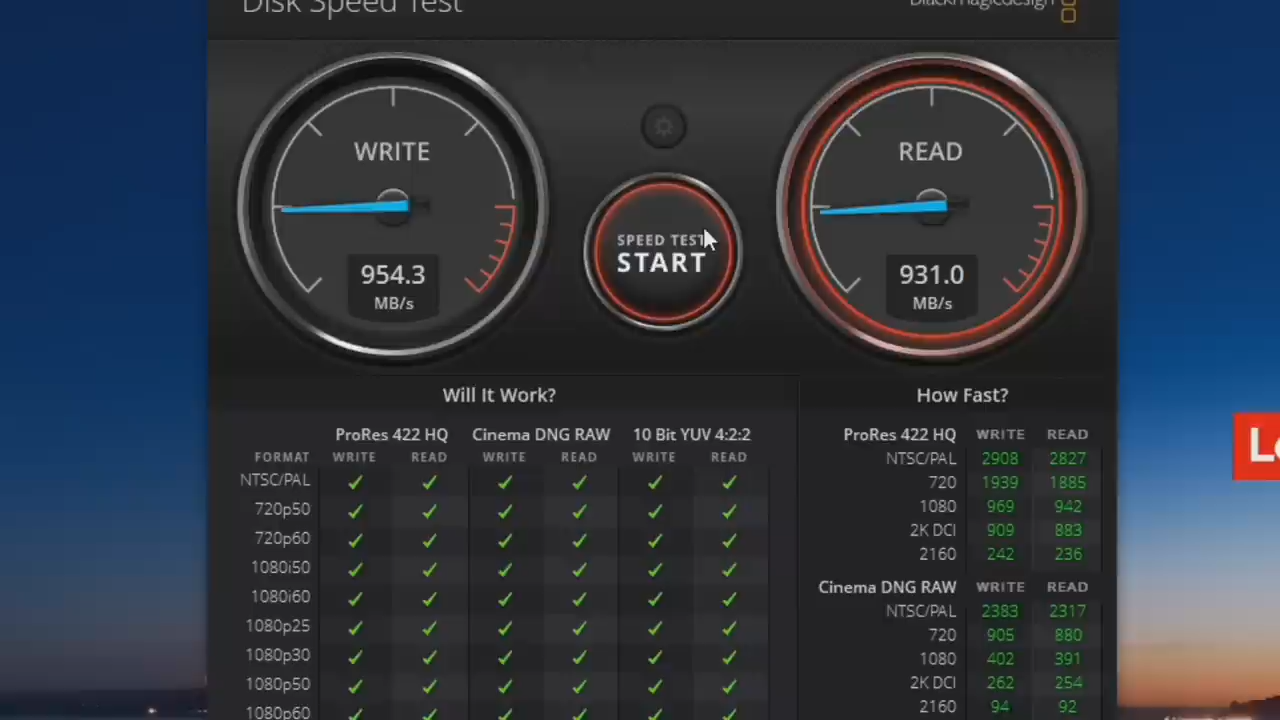 Disk Speed Test
Blackmagicdesign
WRITE
954.3
MB/s
SPEED TEST
START
READ
931.0
MB/s
Will It Work?
ProRes 422 HQ Cinema DNG RAW 10 Bit YUV 4:2:2
FORMAT WRITE READ WRITE READ WRITE READ
NTSC/PAL ✓ ✓ ✓ ✓ ✓ ✓
720p50 ✓ ✓ ✓ ✓ ✓ ✓
720p60 ✓ ✓ ✓ ✓ ✓ ✓
1080i50 ✓ ✓ ✓ ✓ ✓ ✓
1080i60 ✓ ✓ ✓ ✓ ✓ ✓
1080p25 ✓ ✓ ✓ ✓ ✓ ✓
1080p30 ✓ ✓ ✓ ✓ ✓ ✓
1080p50 ✓ ✓ ✓ ✓ ✓ ✓
1080p60 ✓ ✓ ✓ ✓ ✓ ✓
How Fast?
ProRes 422 HQ WRITE READ
NTSC/PAL 2908 2827
720 1939 1885
1080 969 942
2K DCI 909 883
2160 242 236
Cinema DNG RAW WRITE READ
NTSC/PAL 2383 2317
720 905 880
1080 402 391
2K DCI 262 254
2160 94 92